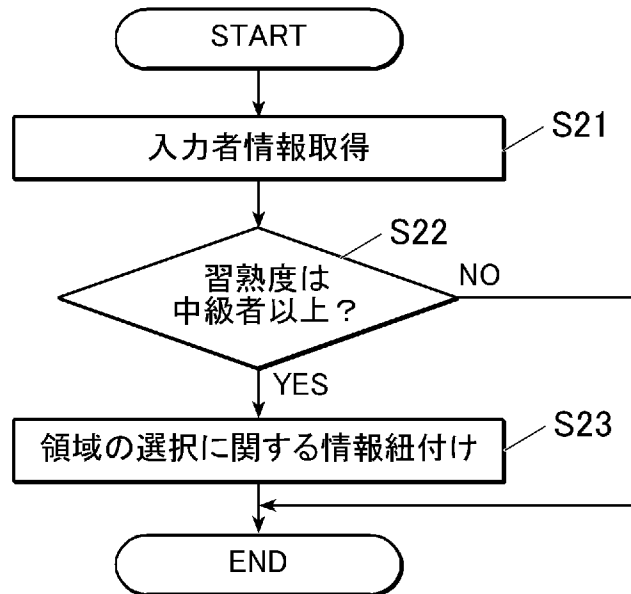 START
入力者情報取得
S21
習熟度は
中級者以上？
S22
NO
YES
領域の選択に関する情報紐付け
S23
END